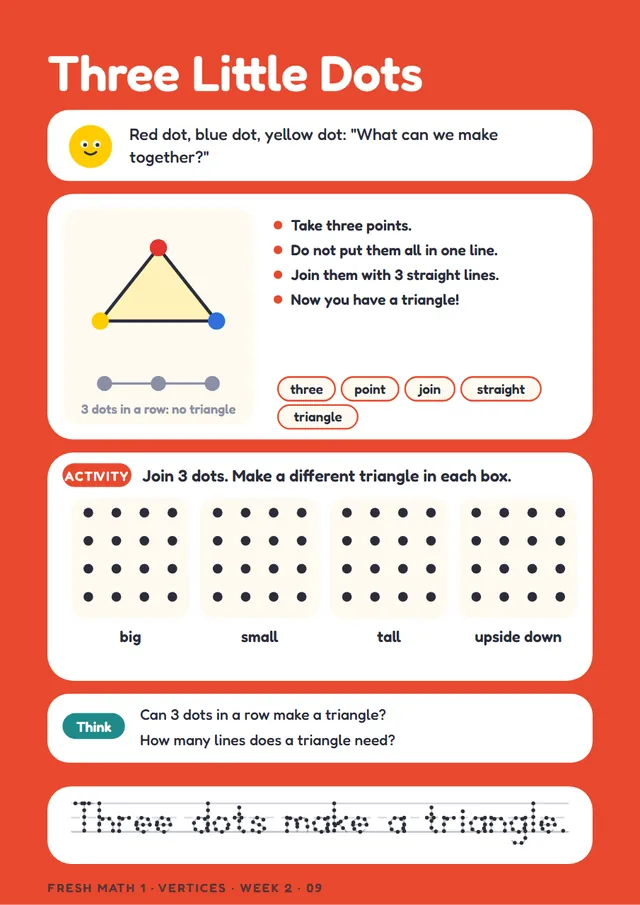 Three Little Dots
Red dot, blue dot, yellow dot: "What can we make
together?"
Take three points.
Do not put them all in one line.
Join them with 3 straight lines.
Now you have a triangle!
3 dots in a row: no triangle
three point join straight
triangle
ACTIVITY Join 3 dots. Make a different triangle in each box.
big small tall upside down
Think
Can 3 dots in a row make a triangle?
How many lines does a triangle need?
Three dots make a triangle.
FRESH MATH 1 · VERTICES · WEEK 2 · 09